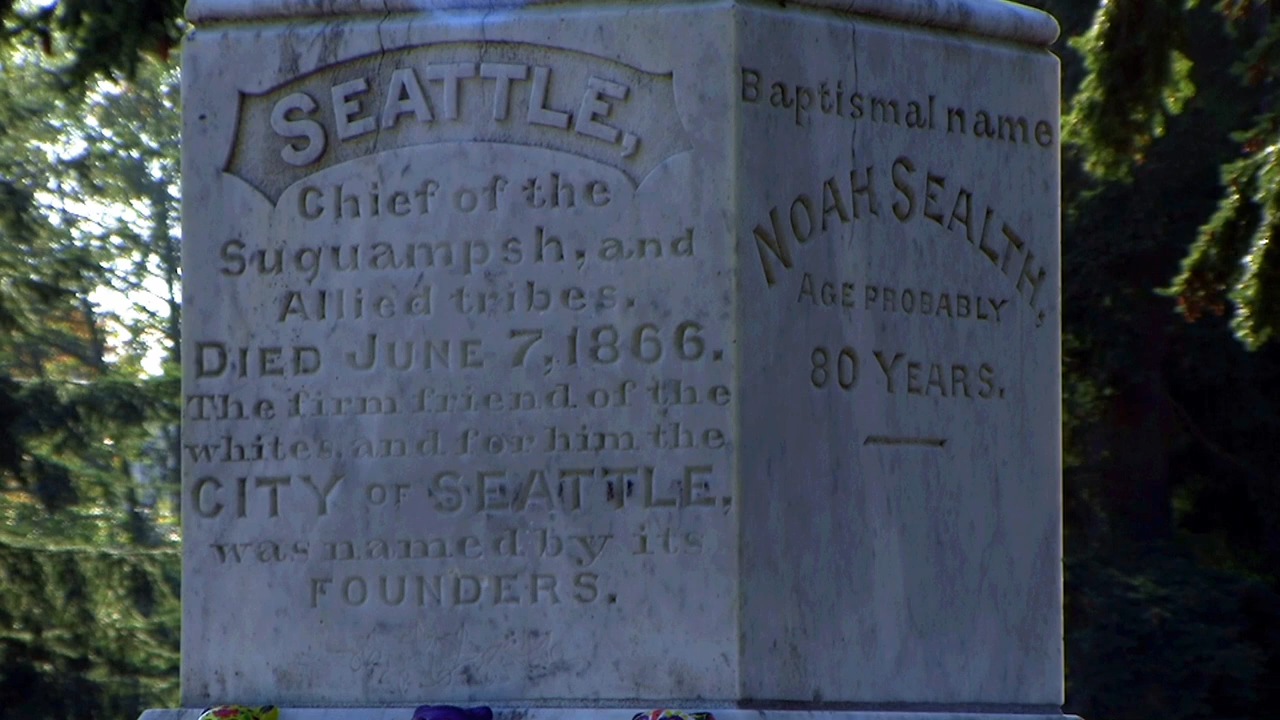 SEATTLE,
Chief of the
Suquampsh, and
Allied tribes.
DIED JUNE 7, 1866.
The firm friend of the
whites, and for him the
CITY OF SEATTLE,
was named by its
FOUNDERS.
Baptismal name
NOAH SEALTH,
AGE PROBABLY
80 YEARS.